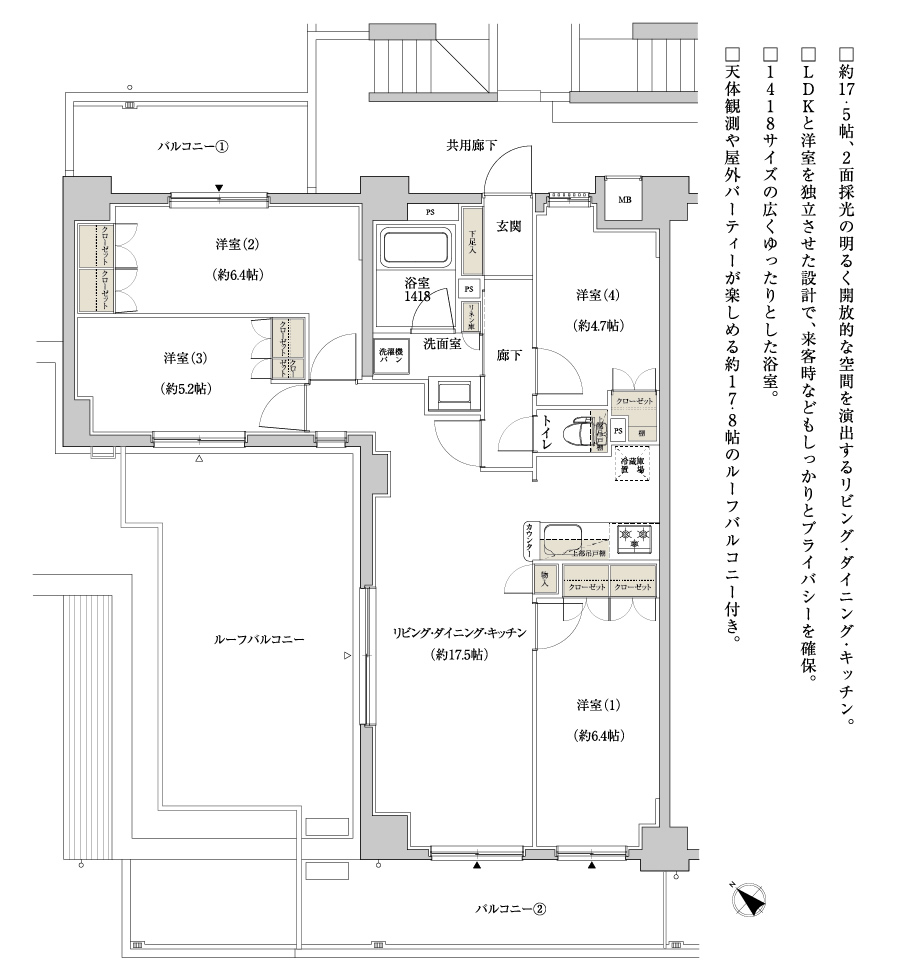 □約17.5帖、2面採光の明るく開放的な空間を演出するリビング・ダイニング・キッチン。
□LDKと洋室を独立させた設計で、来客時などもしっかりとプライバシーを確保。
□1418サイズの広くゆったりとした浴室。
□天体観測や屋外パーティーが楽しめる約17.8帖のルーフバルコニー付き。
バルコニー①
共用廊下
PS
MB
玄関
下足入
クローゼット
クローゼット
洋室(2)
(約6.4帖)
浴室
1418
PS
リネン庫
洋室(4)
(約4.7帖)
洋室(3)
(約5.2帖)
クローゼット
クローゼット
洗濯機
パン
洗面室
廊下
クローゼット
棚
トイレ
上部吊戸棚
PS
冷蔵庫
置場
カウンター
上部吊戸棚
物入
クローゼット
クローゼット
ルーフバルコニー
リビング・ダイニング・キッチン
(約17.5帖)
洋室(1)
(約6.4帖)
バルコニー②
N